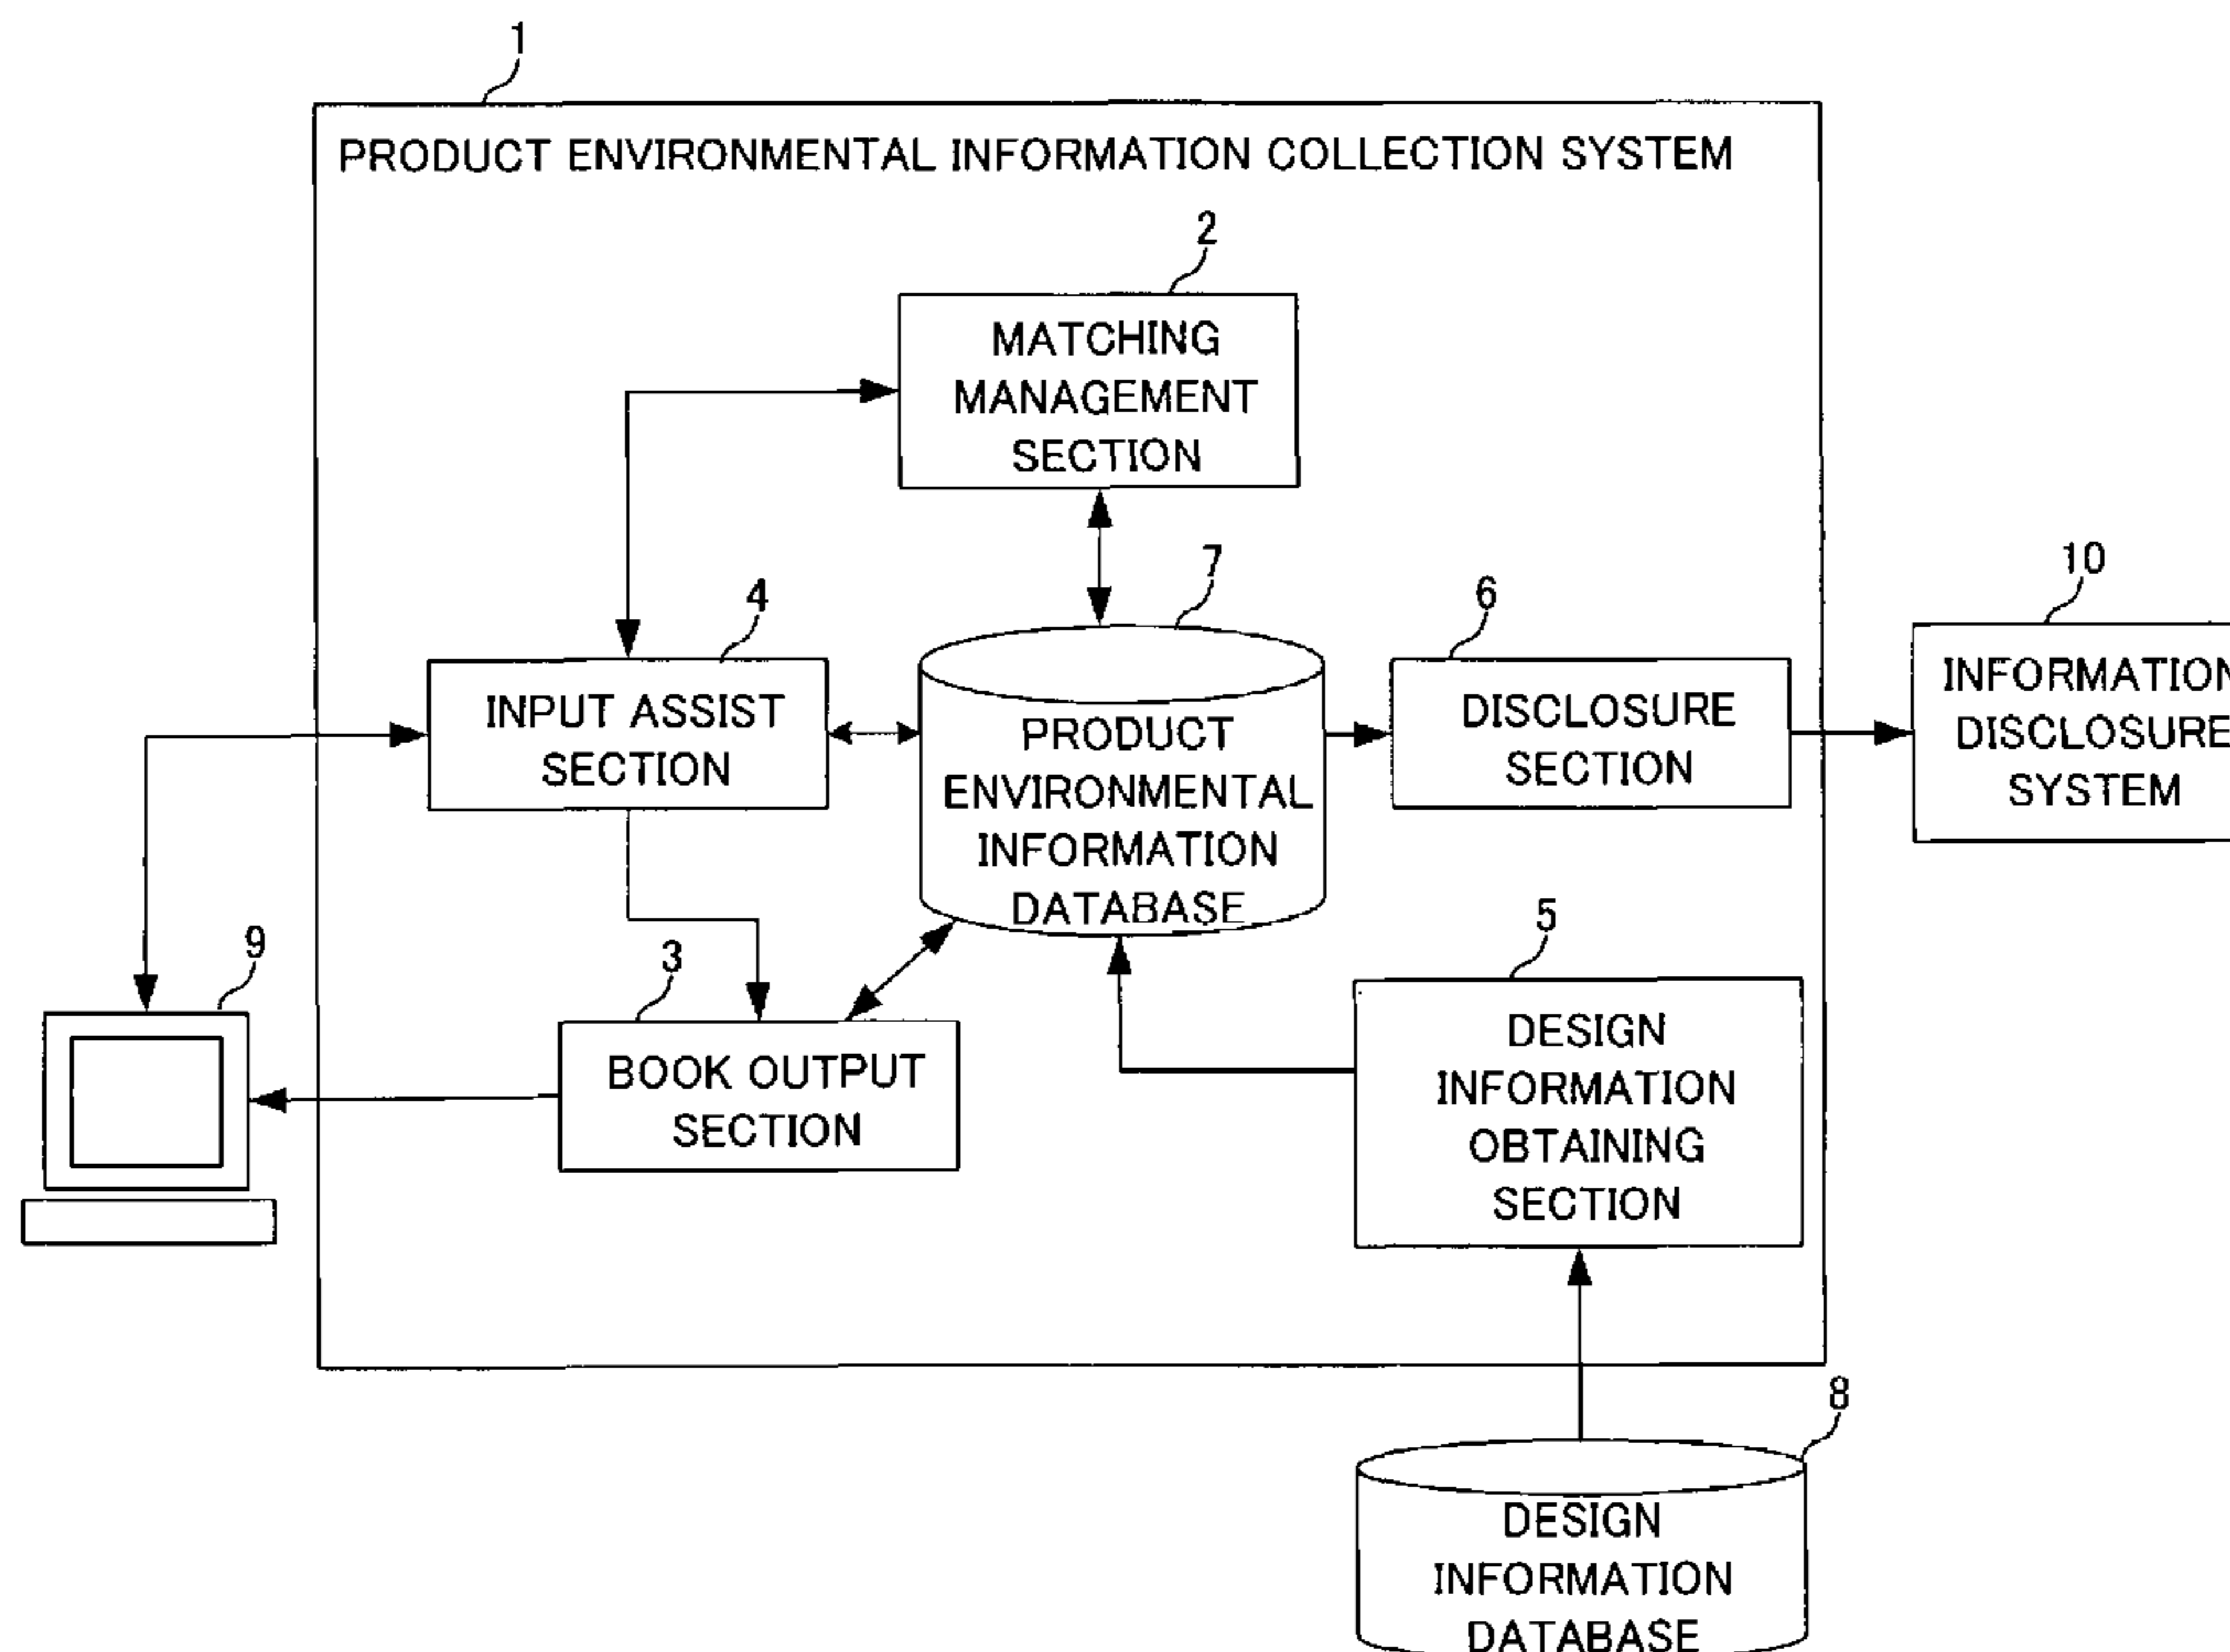 1
PRODUCT ENVIRONMENTAL INFORMATION COLLECTION SYSTEM
2
MATCHING
MANAGEMENT
SECTION
4
INPUT ASSIST
SECTION
7
PRODUCT
ENVIRONMENTAL
INFORMATION
DATABASE
6
DISCLOSURE
SECTION
10
INFORMATION
DISCLOSURE
SYSTEM
9
3
BOOK OUTPUT
SECTION
5
DESIGN
INFORMATION
OBTAINING
SECTION
8
DESIGN
INFORMATION
DATABASE